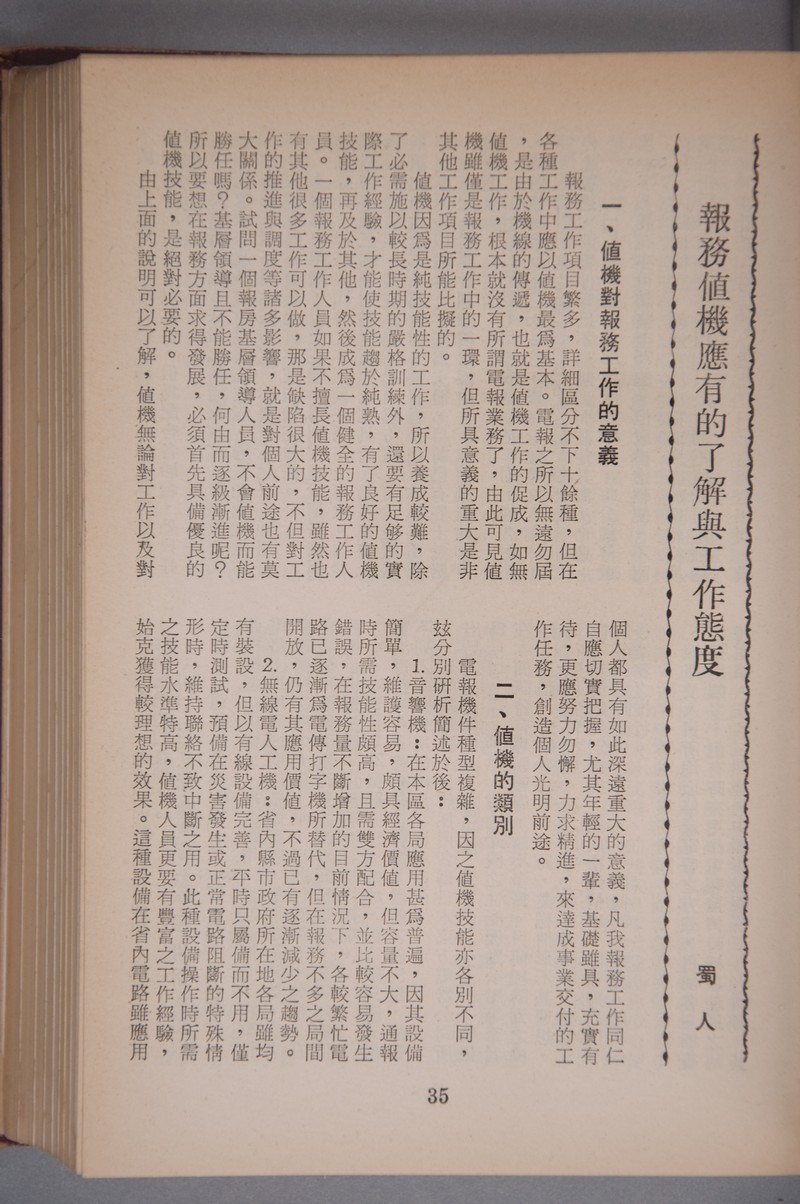 報務值機應有的了解與工作態度
蜀人
一、值機對報務工作的意義
報務工作項目繁多，詳細區分不下十餘種，但在
各種工作中應以值機最爲基本。電報之所以無遠勿屆
，是由於機線的傳遞，也就是值機工作的促成，如無
值機工作，根本就沒有所謂電報業務了，由此可見值
機雖僅是報務工作中的一環，但所具意義的重大是非
其他工作項目所能比擬的。
值機因爲是純技能性的工作，所以養成較難，除
了必需施以較長時期的嚴格訓練外，還要有足够的實
際工作經驗，才能使技能趨於純熟，有了良好的值機
技能，再及於其他，然後成爲一個健全的報務工作人
員。一個報務工作人員如果不擅長值機技能，雖然也
有其他很多工作可以做，那是缺陷很大的，不但對工
作的推進與調度等諸多影響，就是對個人前途也有莫
大關係。試問一個報房基層領導人員，不會值機而能
勝任嗎？基層領導且不能勝任，何由而逐級漸進呢？
所以要想在報務方面求得發展，必須首先具備優良的
值機技能，是絕對必要的。
由上面的說明可以了解，值機無論對工作以及對
個人都具有如此深遠重大的意義，凡我報務工作同仁
自應切實把握，尤其年輕的一輩，基礎雖具，充實有
待，更應努力勿懈，力求精進，來達成事業交付的工
作任務，創造個人光明前途。
二、值機的類別
電報機件種型複雜，因之值機技能亦各別不同，
玆分別研析簡述於後：
1.音響機：在本區各局應用甚爲普遍，因其設備
簡單，維護容易，頗具經濟價值，但容量不大，通報
時所需技能性頗高，且需雙方配合，並比較容易發生
錯誤，在報務量不斷增加的目前情況下，各較繁忙電
路已逐漸爲電傳打字機所替代，但在報務不多之局間
開放，仍有其應用價值，不過已有逐漸減少之趨勢。
2.無線電人工機：省內縣市政府所在地各局雖均
有裝設，但以有線設備完善，平時只屬備而不用，僅
定時測試，預備在災害發生或正常電路阻斷的特殊情
形時，維持聯絡不致中斷之用。此種設備操作時所需
之技能水準特高，值機人員更要有豐富之工作經驗，
始克獲得較理想的效果。這種設備在省內電路雖應用
35